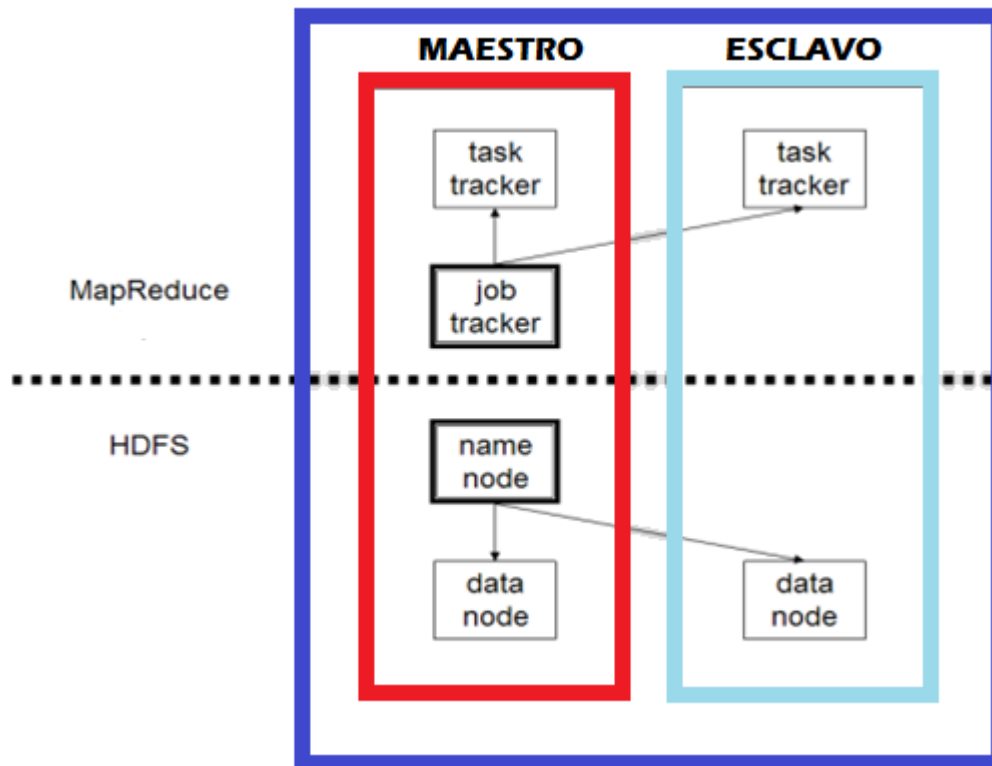 MAESTRO
ESCLAVO
task
tracker
task
tracker
MapReduce
job
tracker
HDFS
name
node
data
node
data
node